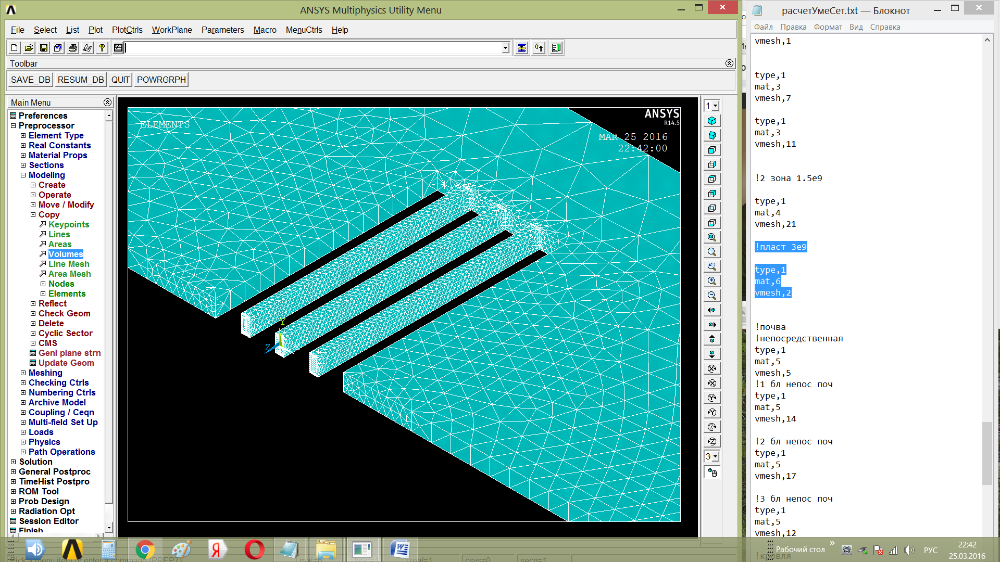 ANSYS Multiphysics Utility Menu
File Select List Plot PlotCtrls WorkPlane Parameters Macro MenuCtrls Help
Toolbar
SAVE_DB RESUM_DB QUIT POWRGRPH
Main Menu
Preferences
Preprocessor
Element Type
Real Constants
Material Props
Sections
Modeling
Create
Operate
Move / Modify
Copy
Keypoints
Lines
Areas
Volumes
Line Mesh
Area Mesh
Nodes
Elements
Reflect
Check Geom
Delete
Cyclic Sector
CMS
Genl plane strn
Update Geom
Meshing
Checking Ctrls
Numbering Ctrls
Archive Model
Coupling / Ceqn
Multi-field Set Up
Loads
Physics
Path Operations
Solution
General Postproc
TimeHist Postpro
ROM Tool
Prob Design
Radiation Opt
Session Editor
Finish
ELEMENTS
ANSYS
R14.5
MAR 25 2016
22:42:00
Y
Z
1
3
расчетУмеСет.txt — Блокнот
Файл Правка Формат Вид Справка
vmesh,1
type,1
mat,3
vmesh,7
type,1
mat,3
vmesh,11
!2 зона 1.5e9
type,1
mat,4
vmesh,21
!пласт 3e9
type,1
mat,6
vmesh,2
!почва
!непосредственная
type,1
mat,5
vmesh,5
!1 бл непос поч
type,1
mat,5
vmesh,14
!2 бл непос поч
type,1
mat,5
vmesh,17
!3 бл непос поч
type,1
mat,5
vmesh,12
!кровля
Pick a menu item or enter a command (PREP7) mat=6 type=1 real=1 csys=0 secn=1
Рабочий стол » РУС
22:42
25.03.2016